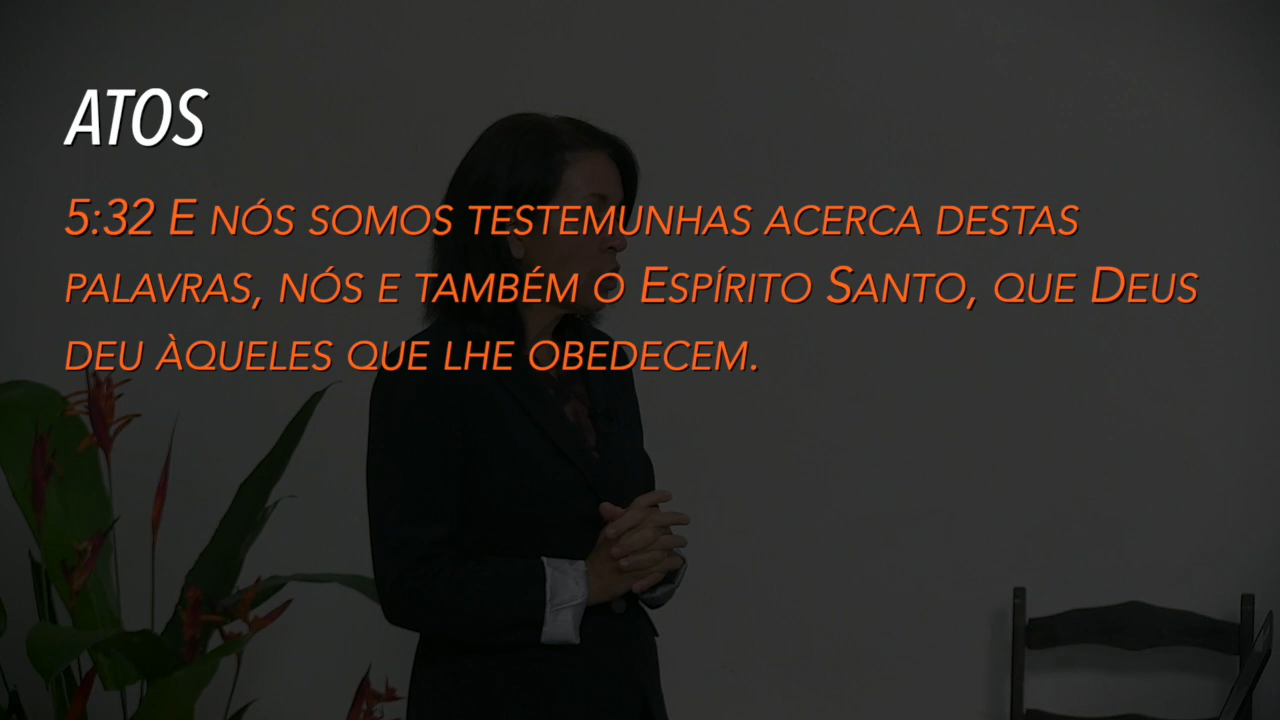 ATOS
5:32 E NÓS SOMOS TESTEMUNHAS ACERCA DESTAS
PALAVRAS, NÓS E TAMBÉM O ESPÍRITO SANTO, QUE DEUS
DEU ÀQUELES QUE LHE OBEDECEM.